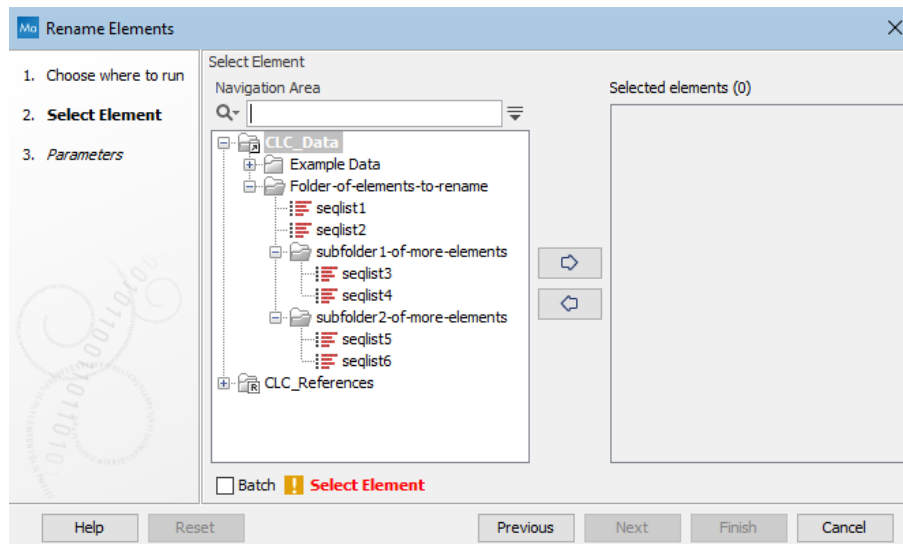 Ma Rename Elements
1. Choose where to run
2. Select Element
3. Parameters
Select Element
Navigation Area
Selected elements (0)
CLC_Data
Example Data
Folder-of-elements-to-rename
seqlist1
seqlist2
subfolder1-of-more-elements
seqlist3
seqlist4
subfolder2-of-more-elements
seqlist5
seqlist6
R CLC_References
Batch ! Select Element
Help Reset Previous Next Finish Cancel